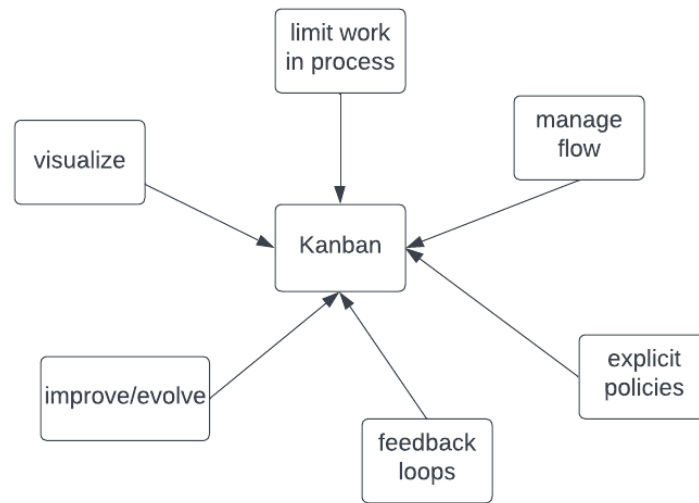 limit work
in process
manage
flow
visualize
Kanban
explicit
policies
improve/evolve
feedback
loops